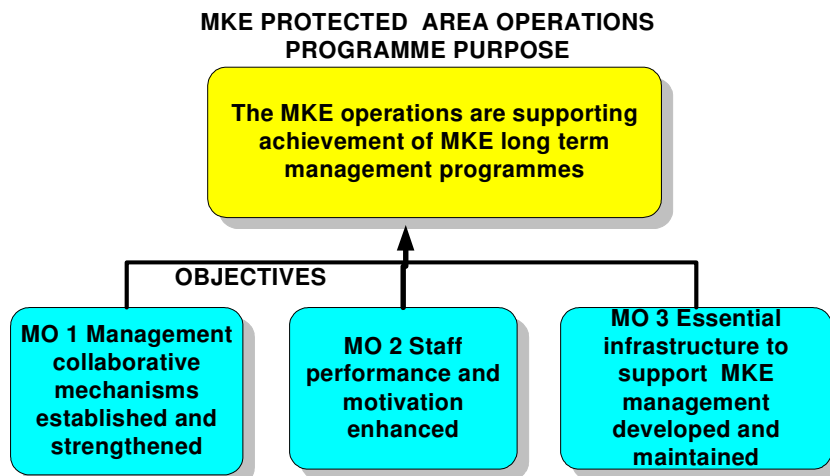 MKE PROTECTED AREA OPERATIONS
PROGRAMME PURPOSE
The MKE operations are supporting
achievement of MKE long term
management programmes
OBJECTIVES
MO 1 Management
collaborative
mechanisms
established and
strengthened
MO 2 Staff
performance and
motivation
enhanced
MO 3 Essential
infrastructure to
support MKE
management
developed and
maintained